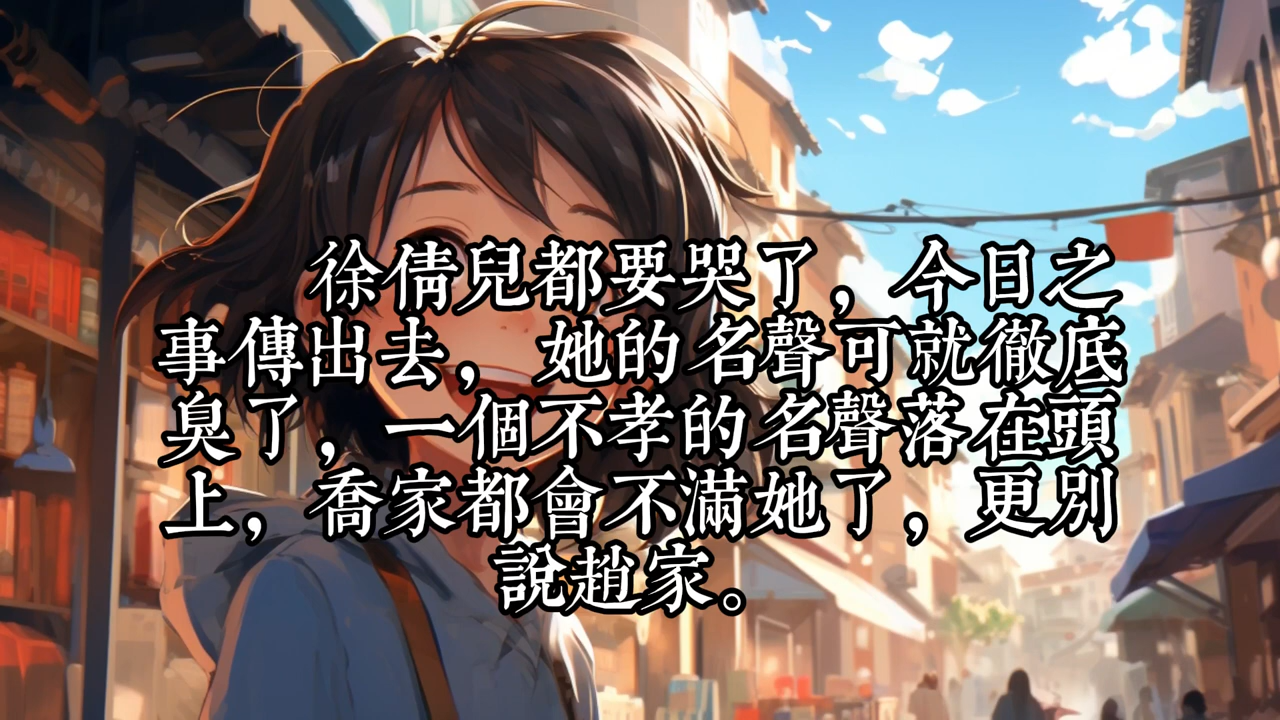 徐倩兒都要哭了，今日之
事傳出去，她的名聲可就徹底
臭了，一個不孝的名聲落在頭
上，喬家都會不滿她了，更別
說趙家。